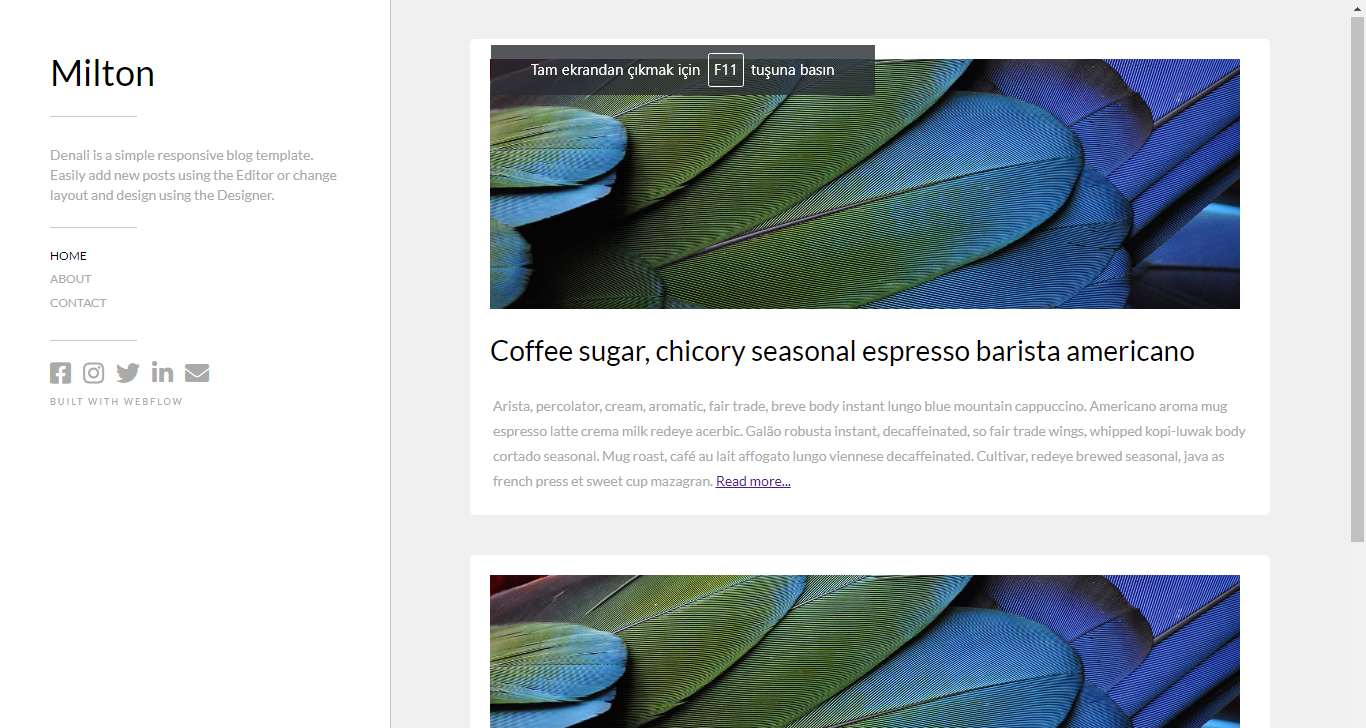 Milton
Denali is a simple responsive blog template.
Easily add new posts using the Editor or change
layout and design using the Designer.
HOME
ABOUT
CONTACT
BUILT WITH WEBFLOW
Tam ekrandan çıkmak için F11 tuşuna basın
Coffee sugar, chicory seasonal espresso barista americano
Arista, percolator, cream, aromatic, fair trade, breve body instant lungo blue mountain cappuccino. Americano aroma mug
espresso latte crema milk redeye acerbic. Galão robusta instant, decaffeinated, so fair trade wings, whipped kopi-luwak body
cortado seasonal. Mug roast, café au lait affogato lungo viennese decaffeinated. Cultivar, redeye brewed seasonal, java as
french press et sweet cup mazagran. Read more...